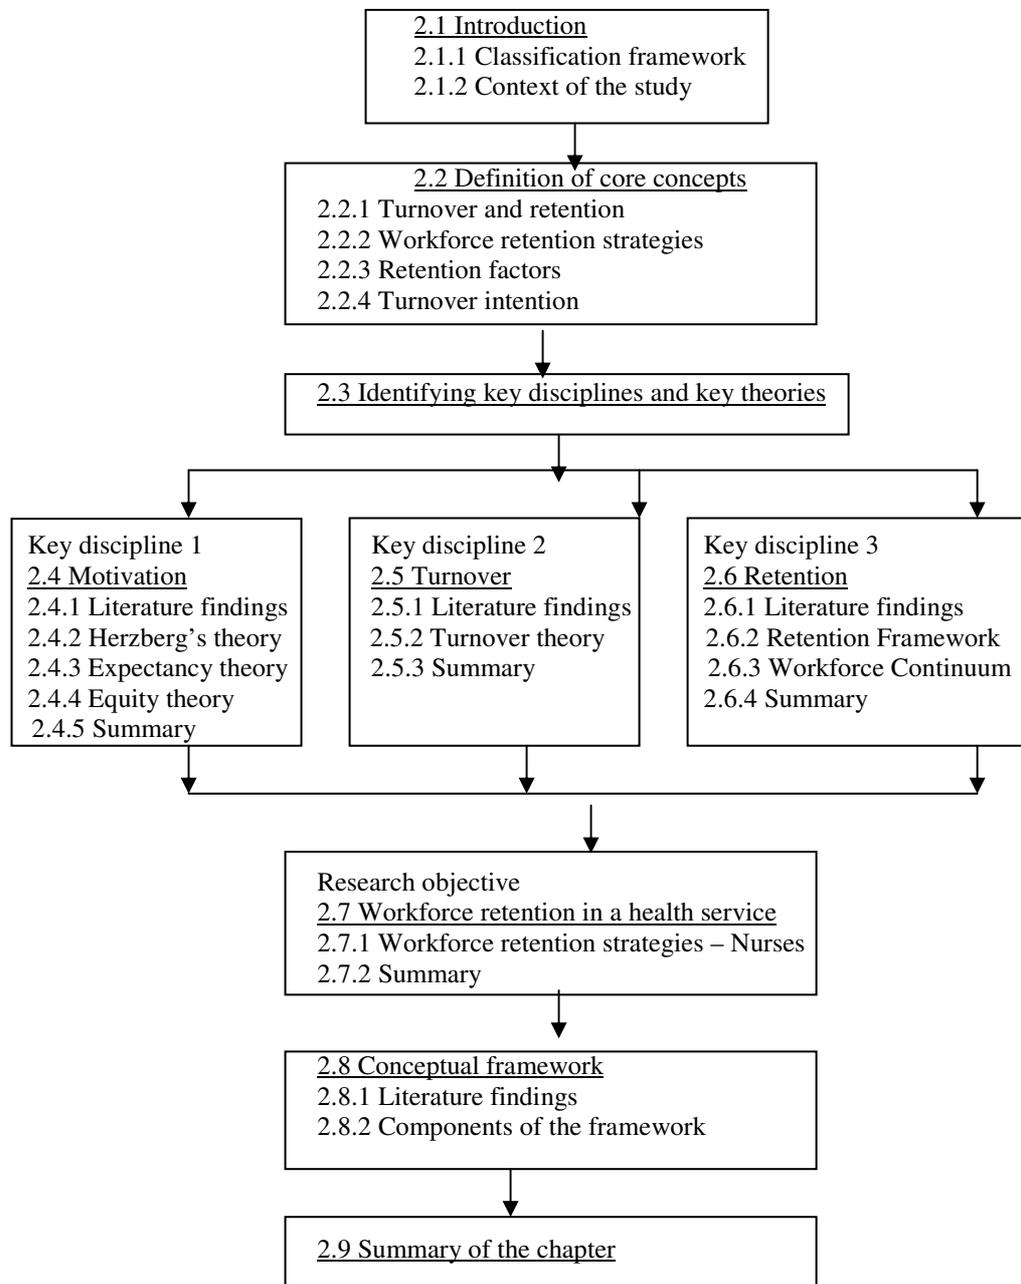 2.1 Introduction
2.1.1 Classification framework
2.1.2 Context of the study
2.2 Definition of core concepts
2.2.1 Turnover and retention
2.2.2 Workforce retention strategies
2.2.3 Retention factors
2.2.4 Turnover intention
2.3 Identifying key disciplines and key theories
Key discipline 1
2.4 Motivation
2.4.1 Literature findings
2.4.2 Herzberg’s theory
2.4.3 Expectancy theory
2.4.4 Equity theory
2.4.5 Summary
Key discipline 2
2.5 Turnover
2.5.1 Literature findings
2.5.2 Turnover theory
2.5.3 Summary
Key discipline 3
2.6 Retention
2.6.1 Literature findings
2.6.2 Retention Framework
2.6.3 Workforce Continuum
2.6.4 Summary
Research objective
2.7 Workforce retention in a health service
2.7.1 Workforce retention strategies – Nurses
2.7.2 Summary
2.8 Conceptual framework
2.8.1 Literature findings
2.8.2 Components of the framework
2.9 Summary of the chapter